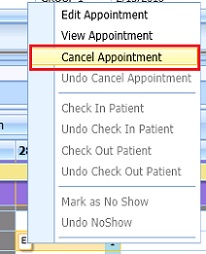 Edit Appointment
View Appointment
Cancel Appointment
Undo Cancel Appointment
Check In Patient
Undo Check In Patient
Check Out Patient
Undo Check Out Patient
Mark as No Show
Undo NoShow